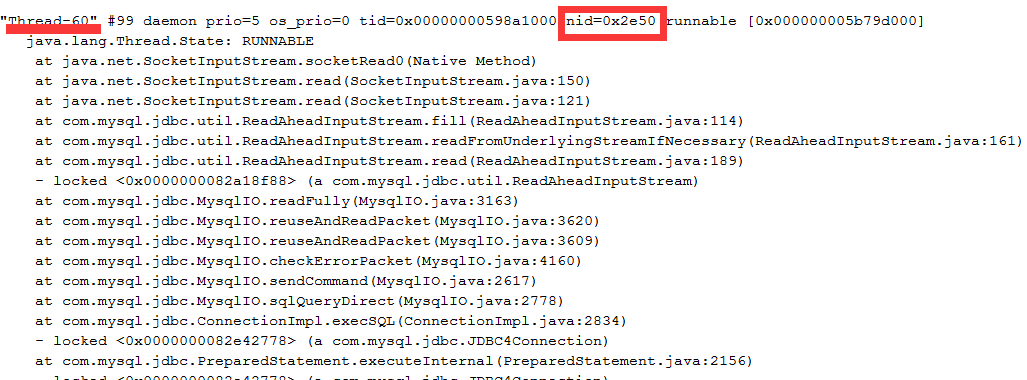 "Thread-60" #99 daemon prio=5 os_prio=0 tid=0x00000000598a1000 nid=0x2e50 runnable [0x000000005b79d000]
java.lang.Thread.State: RUNNABLE
at java.net.SocketInputStream.socketRead0(Native Method)
at java.net.SocketInputStream.read(SocketInputStream.java:150)
at java.net.SocketInputStream.read(SocketInputStream.java:121)
at com.mysql.jdbc.util.ReadAheadInputStream.fill(ReadAheadInputStream.java:114)
at com.mysql.jdbc.util.ReadAheadInputStream.readFromUnderlyingStreamIfNecessary(ReadAheadInputStream.java:161)
at com.mysql.jdbc.util.ReadAheadInputStream.read(ReadAheadInputStream.java:189)
- locked <0x0000000082a18f88> (a com.mysql.jdbc.util.ReadAheadInputStream)
at com.mysql.jdbc.MysqlIO.readFully(MysqlIO.java:3163)
at com.mysql.jdbc.MysqlIO.reuseAndReadPacket(MysqlIO.java:3620)
at com.mysql.jdbc.MysqlIO.reuseAndReadPacket(MysqlIO.java:3609)
at com.mysql.jdbc.MysqlIO.checkErrorPacket(MysqlIO.java:4160)
at com.mysql.jdbc.MysqlIO.sendCommand(MysqlIO.java:2617)
at com.mysql.jdbc.MysqlIO.sqlQueryDirect(MysqlIO.java:2778)
at com.mysql.jdbc.ConnectionImpl.execSQL(ConnectionImpl.java:2834)
- locked <0x0000000082e42778> (a com.mysql.jdbc.JDBC4Connection)
at com.mysql.jdbc.PreparedStatement.executeInternal(PreparedStatement.java:2156)
- locked <0x0000000082e42778> (a com.mysql.jdbc.JDBC4Connection)